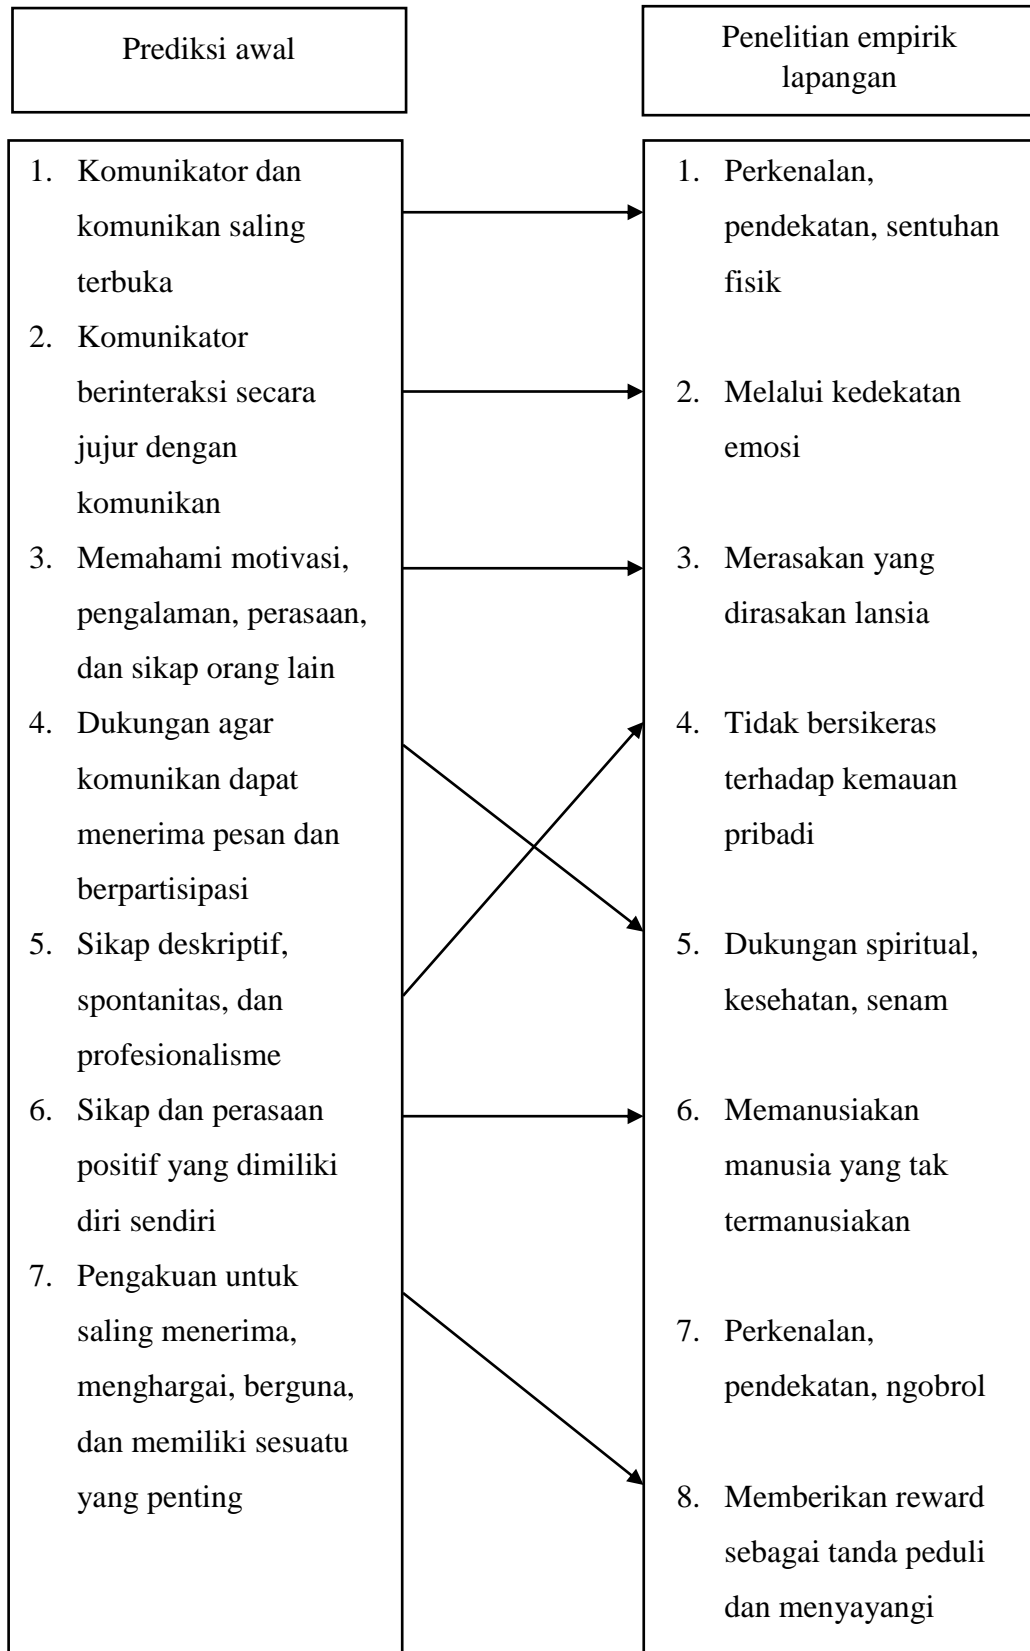 Prediksi awal
Penelitian empirik
lapangan
1. Komunikator dan
komunikan saling
terbuka
2. Komunikator
berinteraksi secara
jujur dengan
komunikan
3. Memahami motivasi,
pengalaman, perasaan,
dan sikap orang lain
4. Dukungan agar
komunikan dapat
menerima pesan dan
berpartisipasi
5. Sikap deskriptif,
spontanitas, dan
profesionalisme
6. Sikap dan perasaan
positif yang dimiliki
diri sendiri
7. Pengakuan untuk
saling menerima,
menghargai, berguna,
dan memiliki sesuatu
yang penting
1. Perkenalan,
pendekatan, sentuhan
fisik
2. Melalui kedekatan
emosi
3. Merasakan yang
dirasakan lansia
4. Tidak bersikeras
terhadap kemauan
pribadi
5. Dukungan spiritual,
kesehatan, senam
6. Memanusiakan
manusia yang tak
termanusiakan
7. Perkenalan,
pendekatan, ngobrol
8. Memberikan reward
sebagai tanda peduli
dan menyayangi